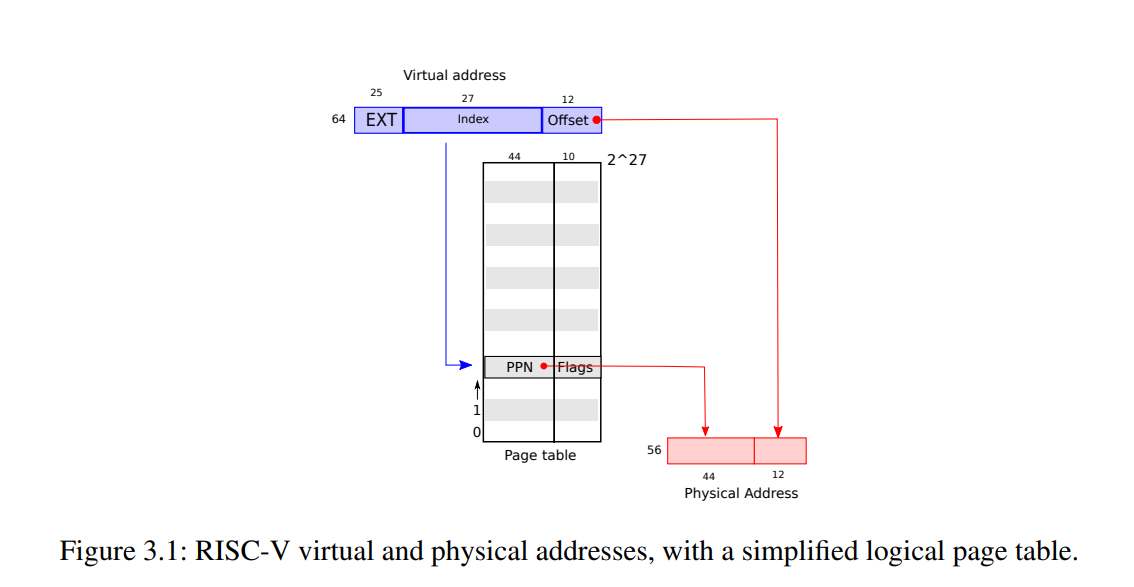 Virtual address
25 27 12
64 EXT Index Offset
44 10 2^27
PPN Flags
1
0
Page table
56
44 12
Physical Address
Figure 3.1: RISC-V virtual and physical addresses, with a simplified logical page table.